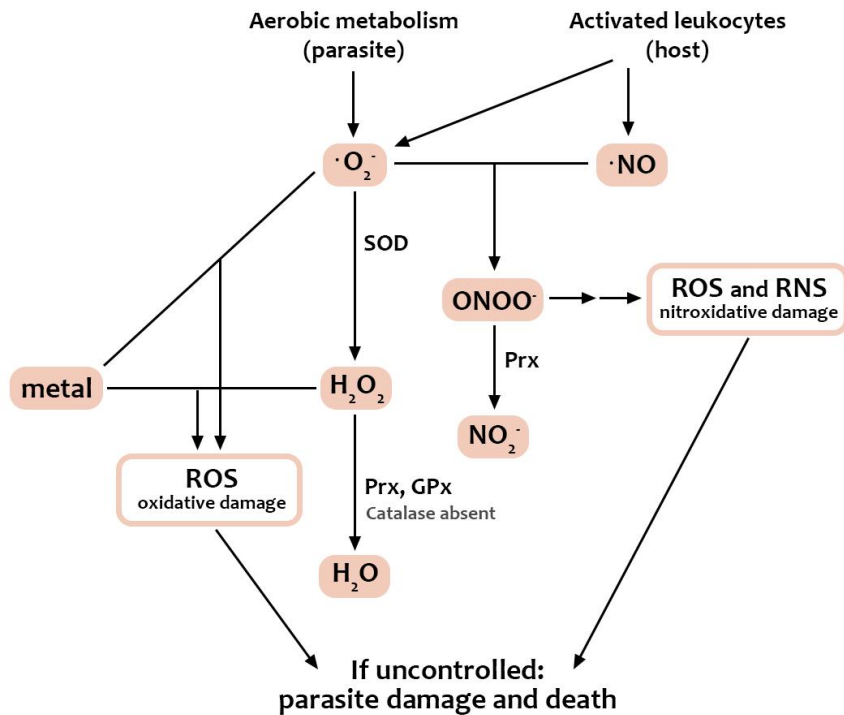 Aerobic metabolism
(parasite)
Activated leukocytes
(host)
·O₂⁻
·NO
SOD
ONOO⁻
ROS and RNS
nitroxidative damage
Prx
metal
H₂O₂
NO₂⁻
ROS
oxidative damage
Prx, GPx
Catalase absent
H₂O
If uncontrolled:
parasite damage and death